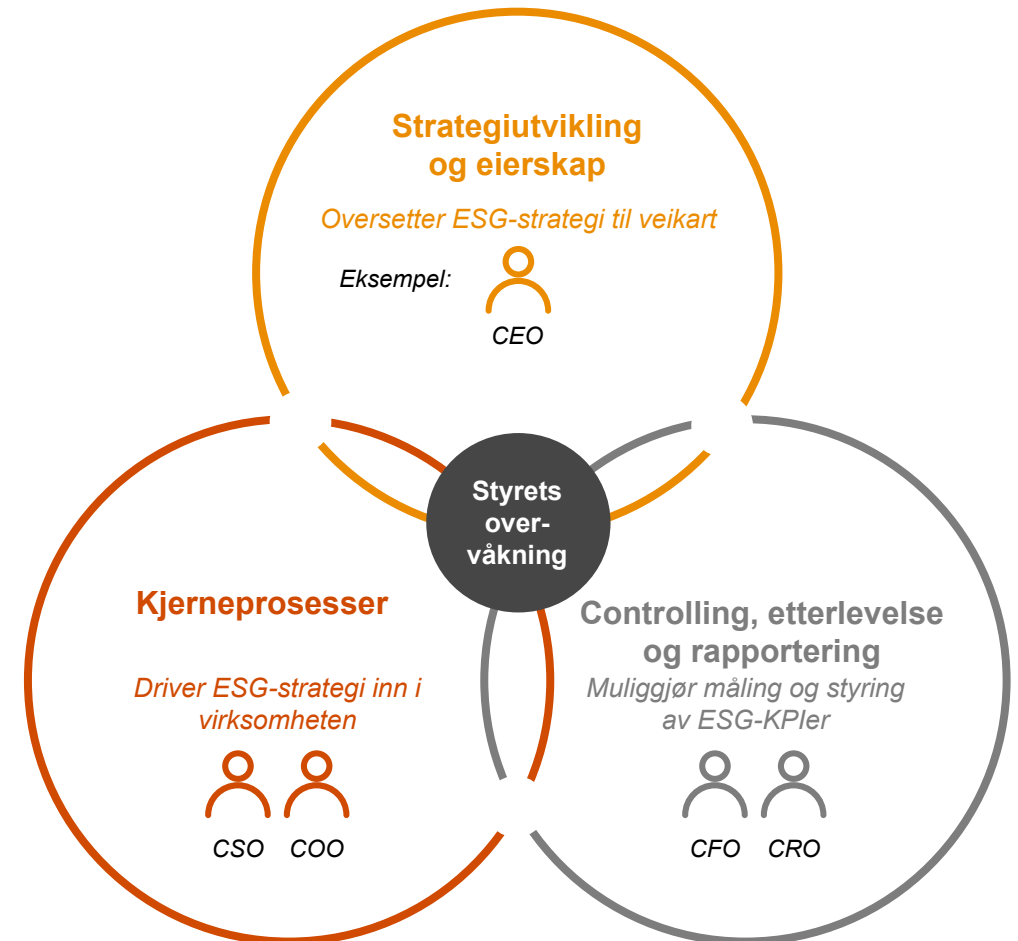 Strategiutvikling
og eierskap
Oversetter ESG-strategi til veikart
Eksempel:
CEO
Styrets
over-
våkning
Kjerneprosesser
Driver ESG-strategi inn i
virksomheten
CSO COO
Controlling, etterlevelse
og rapportering
Muliggjør måling og styring
av ESG-KPIer
CFO CRO